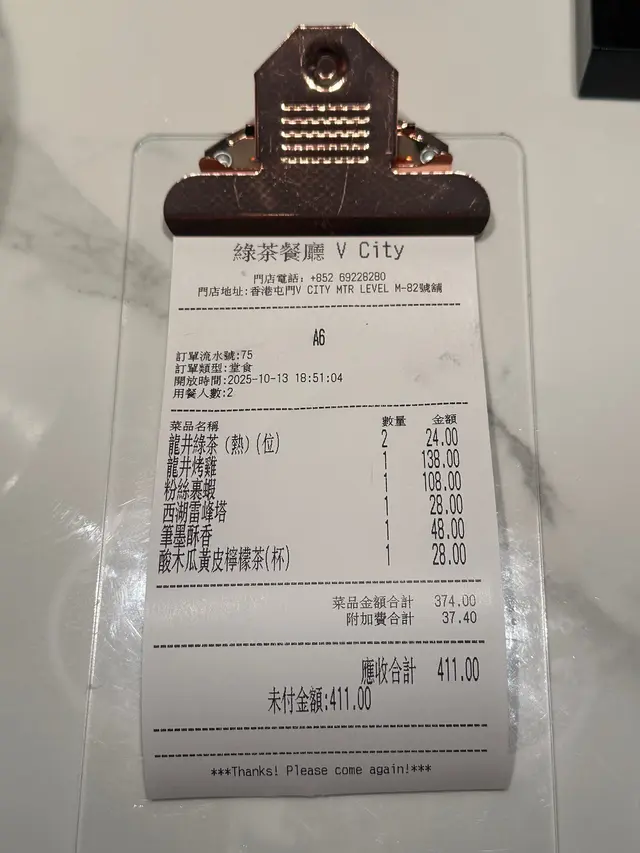 綠茶餐廳 V City
門店電話: +852 69228280
門店地址:香港屯門V CITY MTR LEVEL M-82號舖
A6
訂單流水號:75
訂單類型:堂食
開放時間:2025-10-13 18:51:04
用餐人數:2
菜品名稱 數量 金額
龍井綠茶(熱)(位) 2 24.00
龍井烤雞 1 138.00
粉絲裹蝦 1 108.00
西湖雷峰塔 1 28.00
筆墨酥香 1 48.00
酸木瓜黃皮檸檬茶(杯) 1 28.00
菜品金額合計 374.00
附加費合計 37.40
應收合計 411.00
未付金額:411.00
***Thanks! Please come again!***